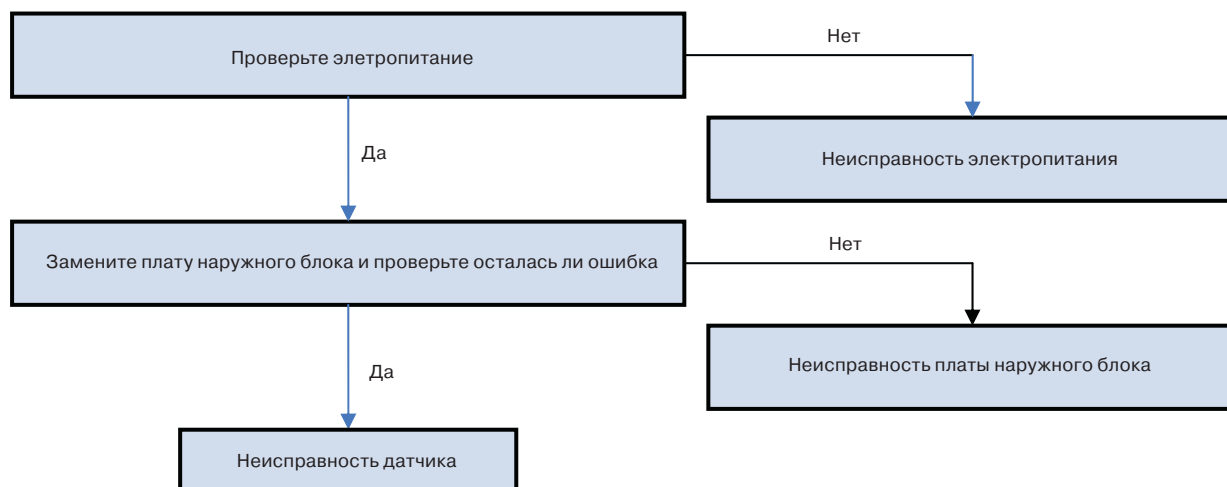 Проверьте элетропитание
Нет
Да
Неисправность электропитания
Замените плату наружного блока и проверьте осталась ли ошибка
Нет
Да
Неисправность платы наружного блока
Неисправность датчика